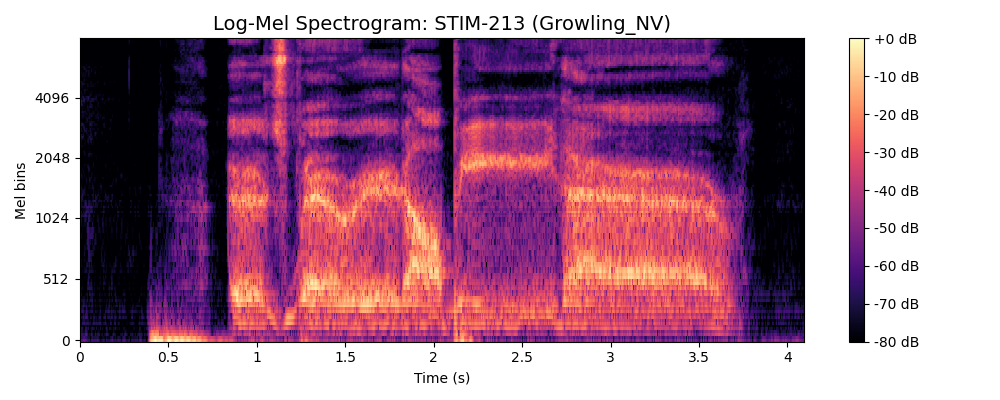 Log-Mel Spectrogram: STIM-213 (Growling_NV)
Mel bins
4096
2048
1024
512
0
0 0.5 1 1.5 2 2.5 3 3.5 4
Time (s)
+0 dB
-10 dB
-20 dB
-30 dB
-40 dB
-50 dB
-60 dB
-70 dB
-80 dB